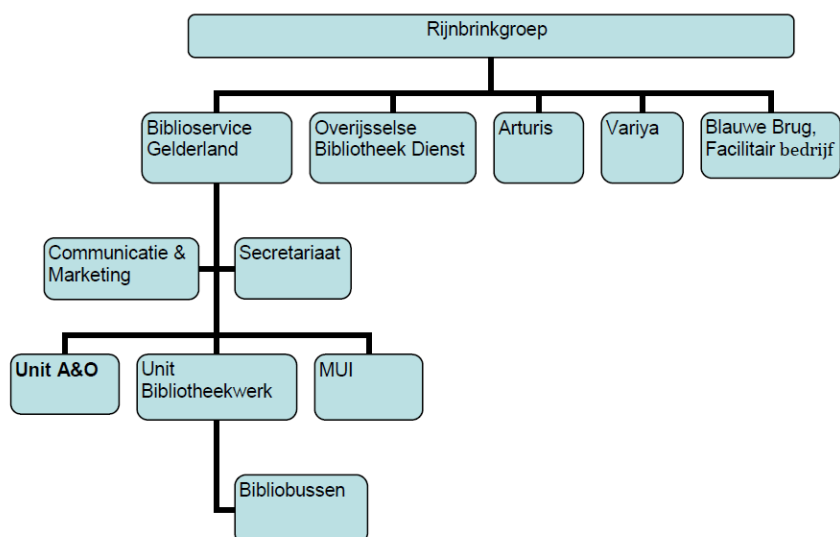 Rijnbrinkgroep
Biblioservice
Gelderland
Overijsselse
Bibliotheek Dienst
Arturis
Variya
Blauwe Brug,
Facilitair bedrijf
Communicatie &
Marketing
Secretariaat
Unit A&O
Unit
Bibliotheekwerk
MUI
Bibliobussen